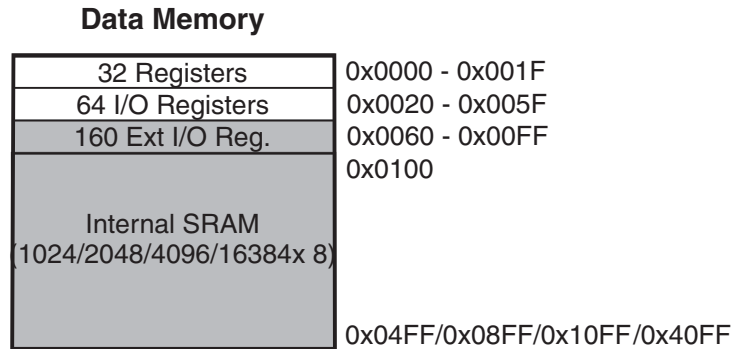 Data Memory
32 Registers 0x0000 - 0x001F
64 I/O Registers 0x0020 - 0x005F
160 Ext I/O Reg. 0x0060 - 0x00FF
0x0100
Internal SRAM
(1024/2048/4096/16384x 8)
0x04FF/0x08FF/0x10FF/0x40FF